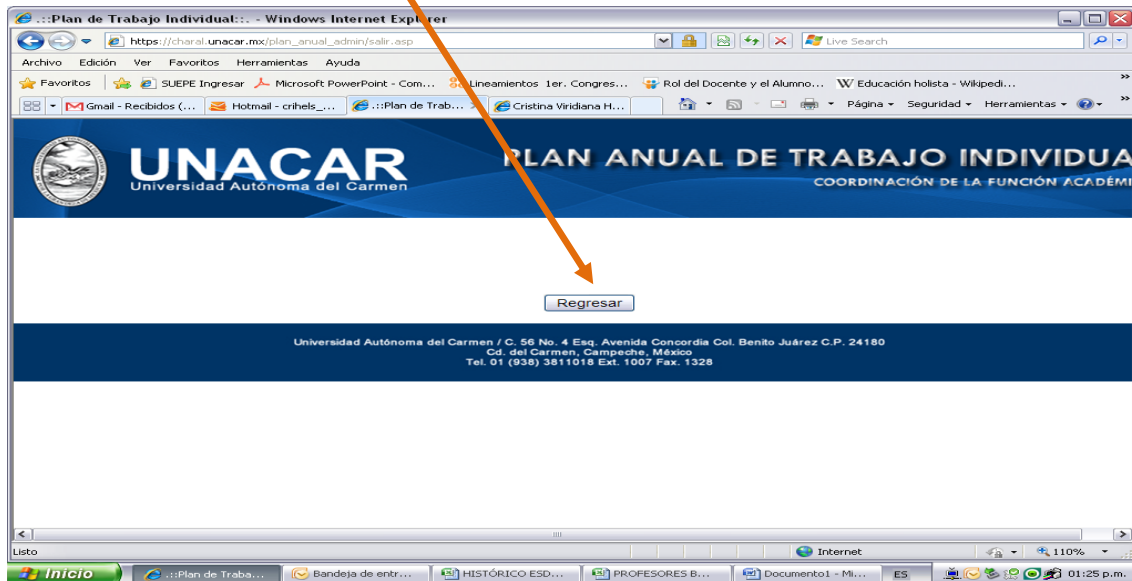 .::Plan de Trabajo Individual::. - Windows Internet Explorer
https://charal.unacar.mx/plan_anual_admin/salir.asp
Live Search
Archivo Edición Ver Favoritos Herramientas Ayuda
Favoritos SUEPE Ingresar Microsoft PowerPoint - Com... Lineamientos 1er. Congres... Rol del Docente y el Alumno... Educación holista - Wikipedi...
Gmail - Recibidos (... Hotmail - crihels_... .::Plan de Trab... Cristina Viridiana H... Página Seguridad Herramientas
UNACAR
Universidad Autónoma del Carmen
PLAN ANUAL DE TRABAJO INDIVIDUA
COORDINACIÓN DE LA FUNCIÓN ACADÉMI
Regresar
Universidad Autónoma del Carmen / C. 56 No. 4 Esq. Avenida Concordia Col. Benito Juárez C.P. 24180
Cd. del Carmen, Campeche, México
Tel. 01 (938) 3811018 Ext. 1007 Fax. 1328
Listo Internet 110%
Inicio .::Plan de Traba... Bandeja de entr... HISTÓRICO ESD... PROFESORES B... Documento1 - Mi... ES 01:25 p.m.